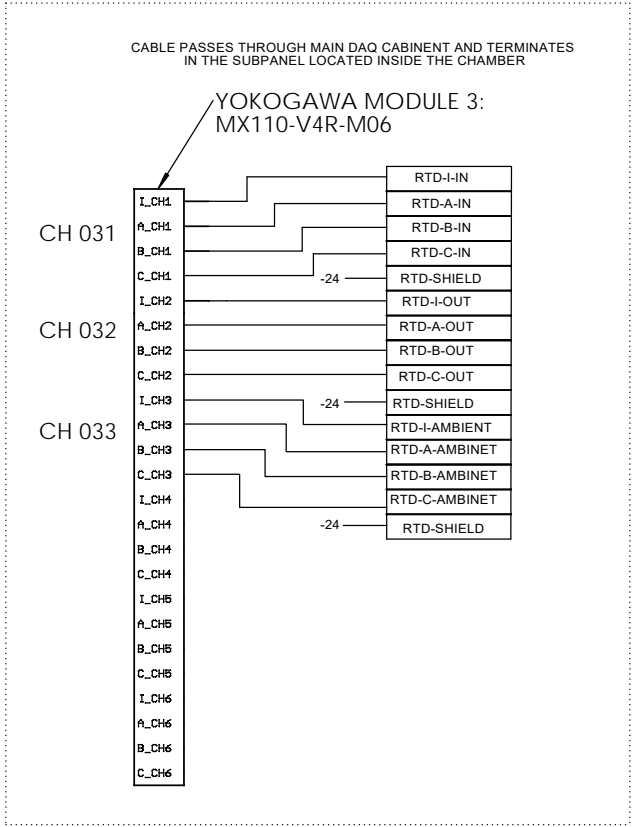 CABLE PASSES THROUGH MAIN DAQ CABINENT AND TERMINATES
IN THE SUBPANEL LOCATED INSIDE THE CHAMBER
YOKOGAWA MODULE 3:
MX110-V4R-M06
CH 031
CH 032
CH 033
I_CH1
A_CH1
B_CH1
C_CH1
I_CH2
A_CH2
B_CH2
C_CH2
I_CH3
A_CH3
B_CH3
C_CH3
I_CH4
A_CH4
B_CH4
C_CH4
I_CH5
A_CH5
B_CH5
C_CH5
I_CH6
A_CH6
B_CH6
C_CH6
RTD-I-IN
RTD-A-IN
RTD-B-IN
RTD-C-IN
-24 RTD-SHIELD
RTD-I-OUT
RTD-A-OUT
RTD-B-OUT
RTD-C-OUT
-24 RTD-SHIELD
RTD-I-AMBIENT
RTD-A-AMBINET
RTD-B-AMBINET
RTD-C-AMBINET
-24 RTD-SHIELD